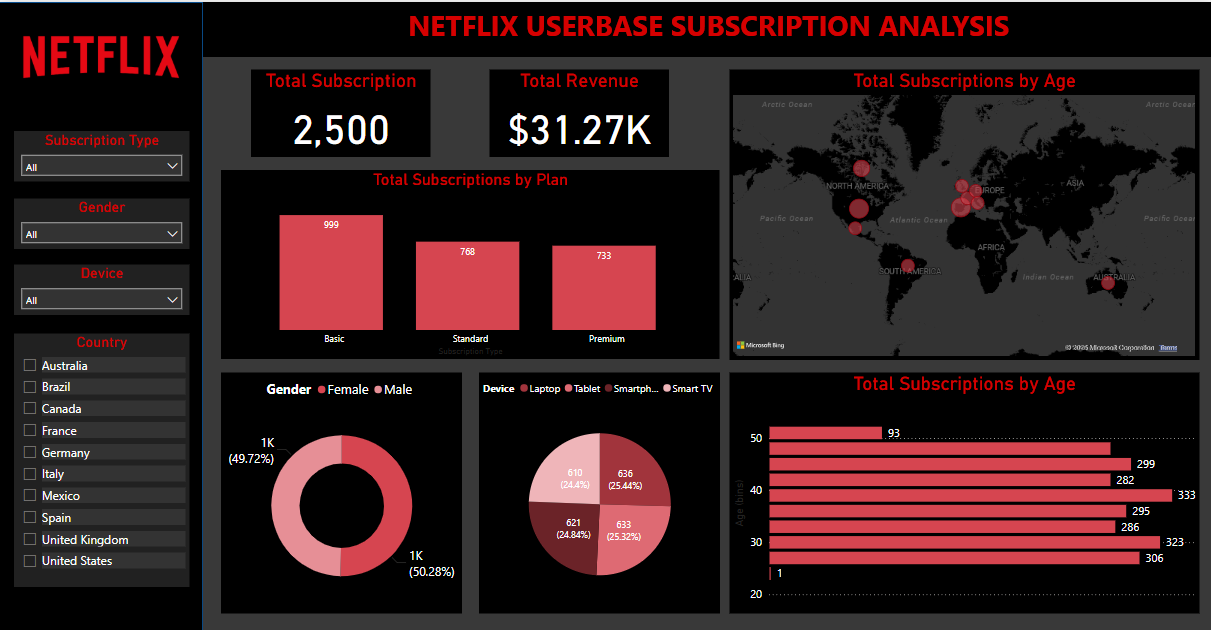 NETFLIX
NETFLIX USERBASE SUBSCRIPTION ANALYSIS
Subscription Type
All
Gender
All
Device
All
Country
Australia
Brazil
Canada
France
Germany
Italy
Mexico
Spain
United Kingdom
United States
Total Subscription
2,500
Total Revenue
$31.27K
Total Subscriptions by Plan
999
768
733
Basic
Standard
Premium
Subscription Type
Total Subscriptions by Age
Arctic Ocean
Arctic Ocean
NORTH AMERICA
EUROPE
ASIA
Pacific Ocean
Atlantic Ocean
Pacific Ocean
AFRICA
SOUTH AMERICA
Indian Ocean
AUSTRALIA
ALIA
Microsoft Bing
Microsoft Corporation Terms
Gender Female Male
1K
(49.72%)
1K
(50.28%)
Device Laptop Tablet Smartph... Smart TV
610
(24.4%)
636
(25.44%)
621
(24.84%)
633
(25.32%)
Total Subscriptions by Age
Age (bins)
50
40
30
20
93
299
282
333
295
286
323
306
1